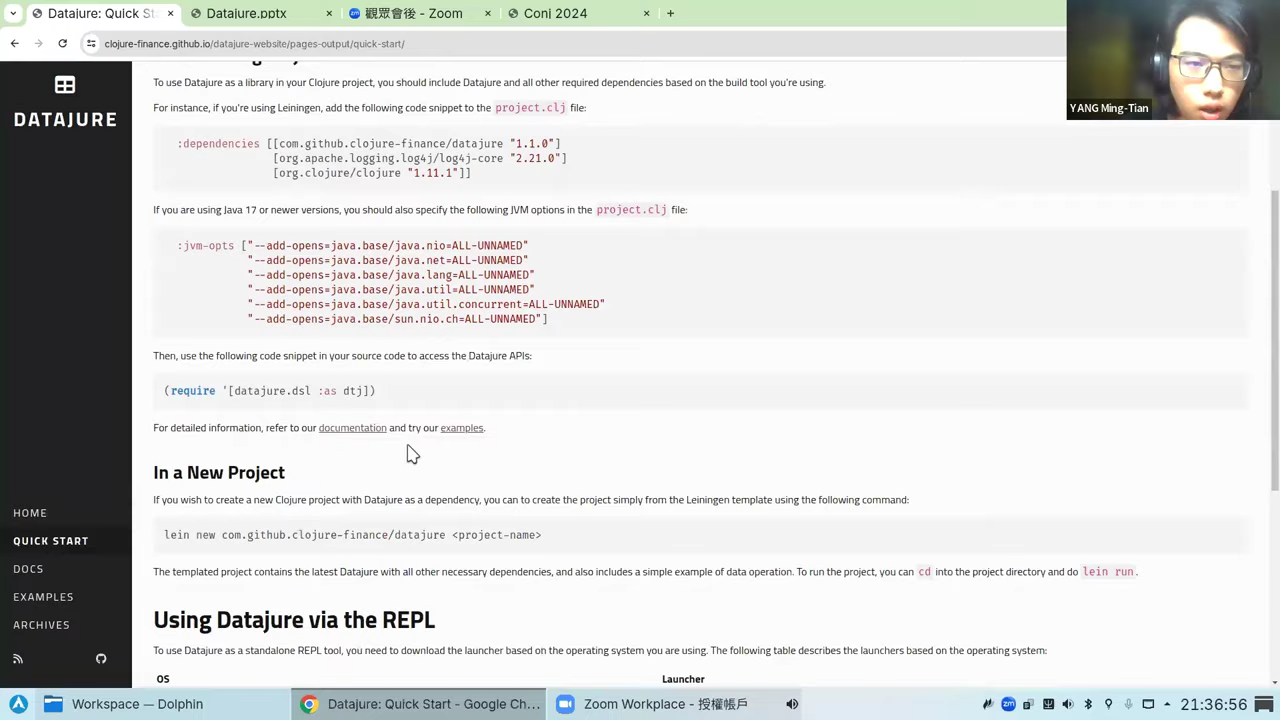 Datajure: Quick St
Datajure.pptx
觀眾會後 - Zoom
Conj 2024
clojure-finance.github.io/datajure-website/pages-output/quick-start/
YANG Ming-Tian
DATAJURE
To use Datajure as a library in your Clojure project, you should include Datajure and all other required dependencies based on the build tool you're using.
For instance, if you're using Leiningen, add the following code snippet to the project.clj file:
:dependencies [[com.github.clojure-finance/datajure "1.1.0"]
[org.apache.logging.log4j/log4j-core "2.21.0"]
[org.clojure/clojure "1.11.1"]]
If you are using Java 17 or newer versions, you should also specify the following JVM options in the project.clj file:
:jvm-opts ["--add-opens=java.base/java.nio=ALL-UNNAMED"
"--add-opens=java.base/java.net=ALL-UNNAMED"
"--add-opens=java.base/java.lang=ALL-UNNAMED"
"--add-opens=java.base/java.util=ALL-UNNAMED"
"--add-opens=java.base/java.util.concurrent=ALL-UNNAMED"
"--add-opens=java.base/sun.nio.ch=ALL-UNNAMED"]
Then, use the following code snippet in your source code to access the Datajure APIs:
(require '[datajure.dsl :as dtj])
For detailed information, refer to our documentation and try our examples.
In a New Project
If you wish to create a new Clojure project with Datajure as a dependency, you can to create the project simply from the Leiningen template using the following command:
lein new com.github.clojure-finance/datajure <project-name>
The templated project contains the latest Datajure with all other necessary dependencies, and also includes a simple example of data operation. To run the project, you can cd into the project directory and do lein run.
Using Datajure via the REPL
To use Datajure as a standalone REPL tool, you need to download the launcher based on the operating system you are using. The following table describes the launchers based on the operating system:
OS Launcher
HOME
QUICK START
DOCS
EXAMPLES
ARCHIVES
Workspace — Dolphin
Datajure: Quick Start - Google Ch...
Zoom Workplace - 授權帳戶
21:36:56